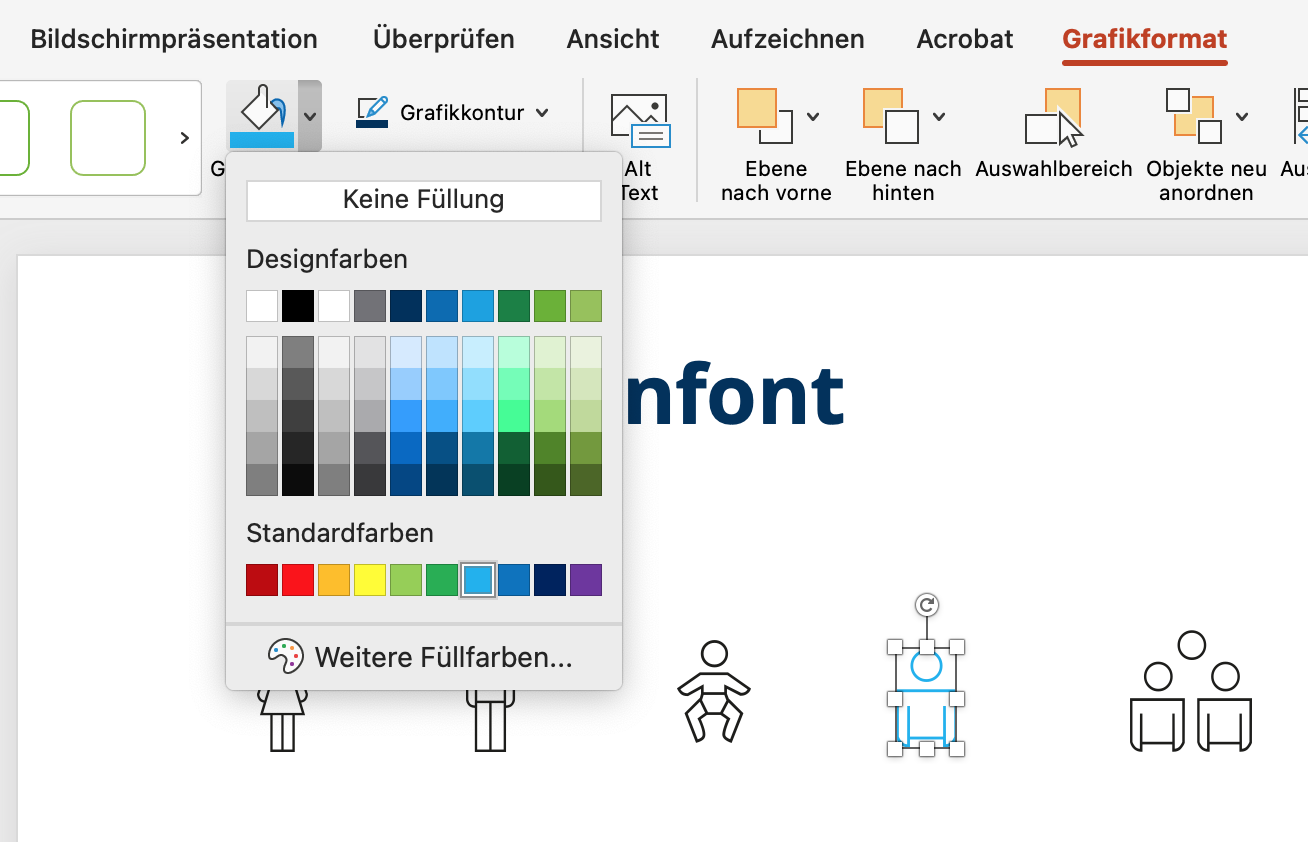 Bildschirmpräsentation Überprüfen Ansicht Aufzeichnen Acrobat Grafikformat
Grafikkontur
Alt
Text
Ebene
nach vorne
Ebene nach
hinten
Auswahlbereich
Objekte neu
anordnen
Keine Füllung
Designfarben
nfont
Standardfarben
Weitere Füllfarben...